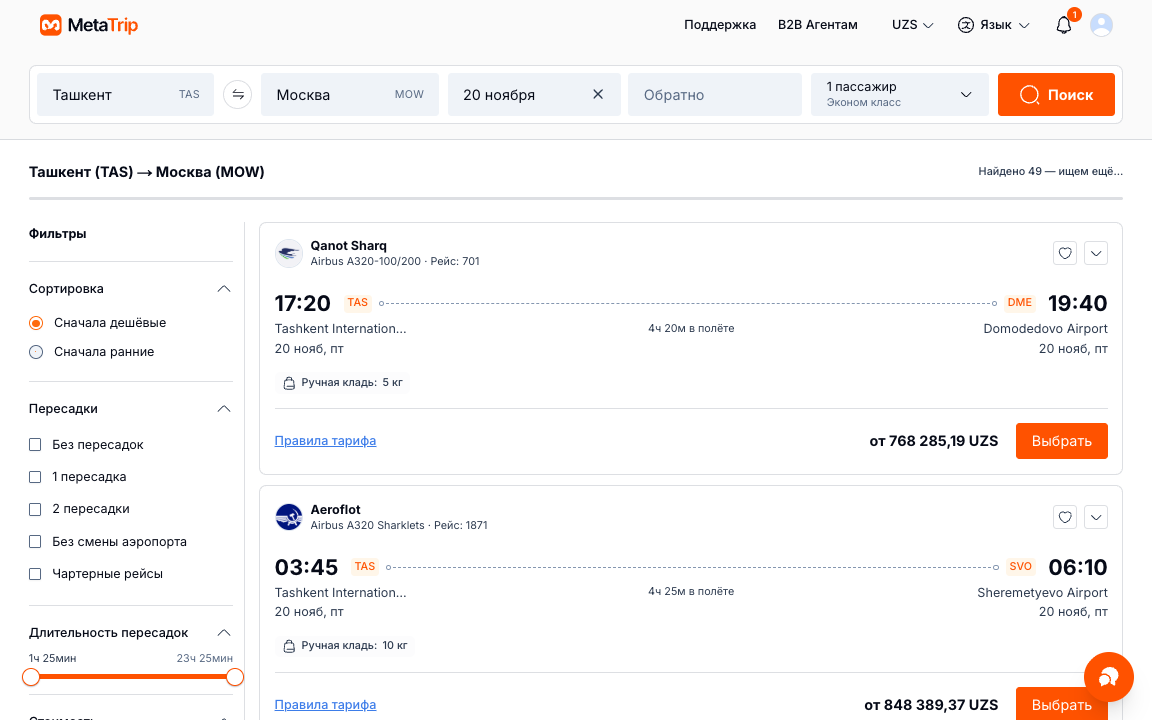 MetaTrip
Поддержка
B2B Агентам
UZS
Язык
1
Ташкент TAS
Москва MOW
20 ноября
Обратно
1 пассажир
Эконом класс
Поиск
Ташкент (TAS) → Москва (MOW)
Найдено 49 — ищем ещё...
Фильтры
Сортировка
Сначала дешёвые
Сначала ранние
Пересадки
Без пересадок
1 пересадка
2 пересадки
Без смены аэропорта
Чартерные рейсы
Длительность пересадок
1ч 25мин 23ч 25мин
Qanot Sharq
Airbus A320-100/200 · Рейс: 701
17:20 TAS DME 19:40
Tashkent Internation... 4ч 20м в полёте Domodedovo Airport
20 нояб, пт 20 нояб, пт
Ручная кладь: 5 кг
Правила тарифа от 768 285,19 UZS Выбрать
Aeroflot
Airbus A320 Sharklets · Рейс: 1871
03:45 TAS SVO 06:10
Tashkent Internation... 4ч 25м в полёте Sheremetyevo Airport
20 нояб, пт 20 нояб, пт
Ручная кладь: 10 кг
Правила тарифа от 848 389,37 UZS Выбрать